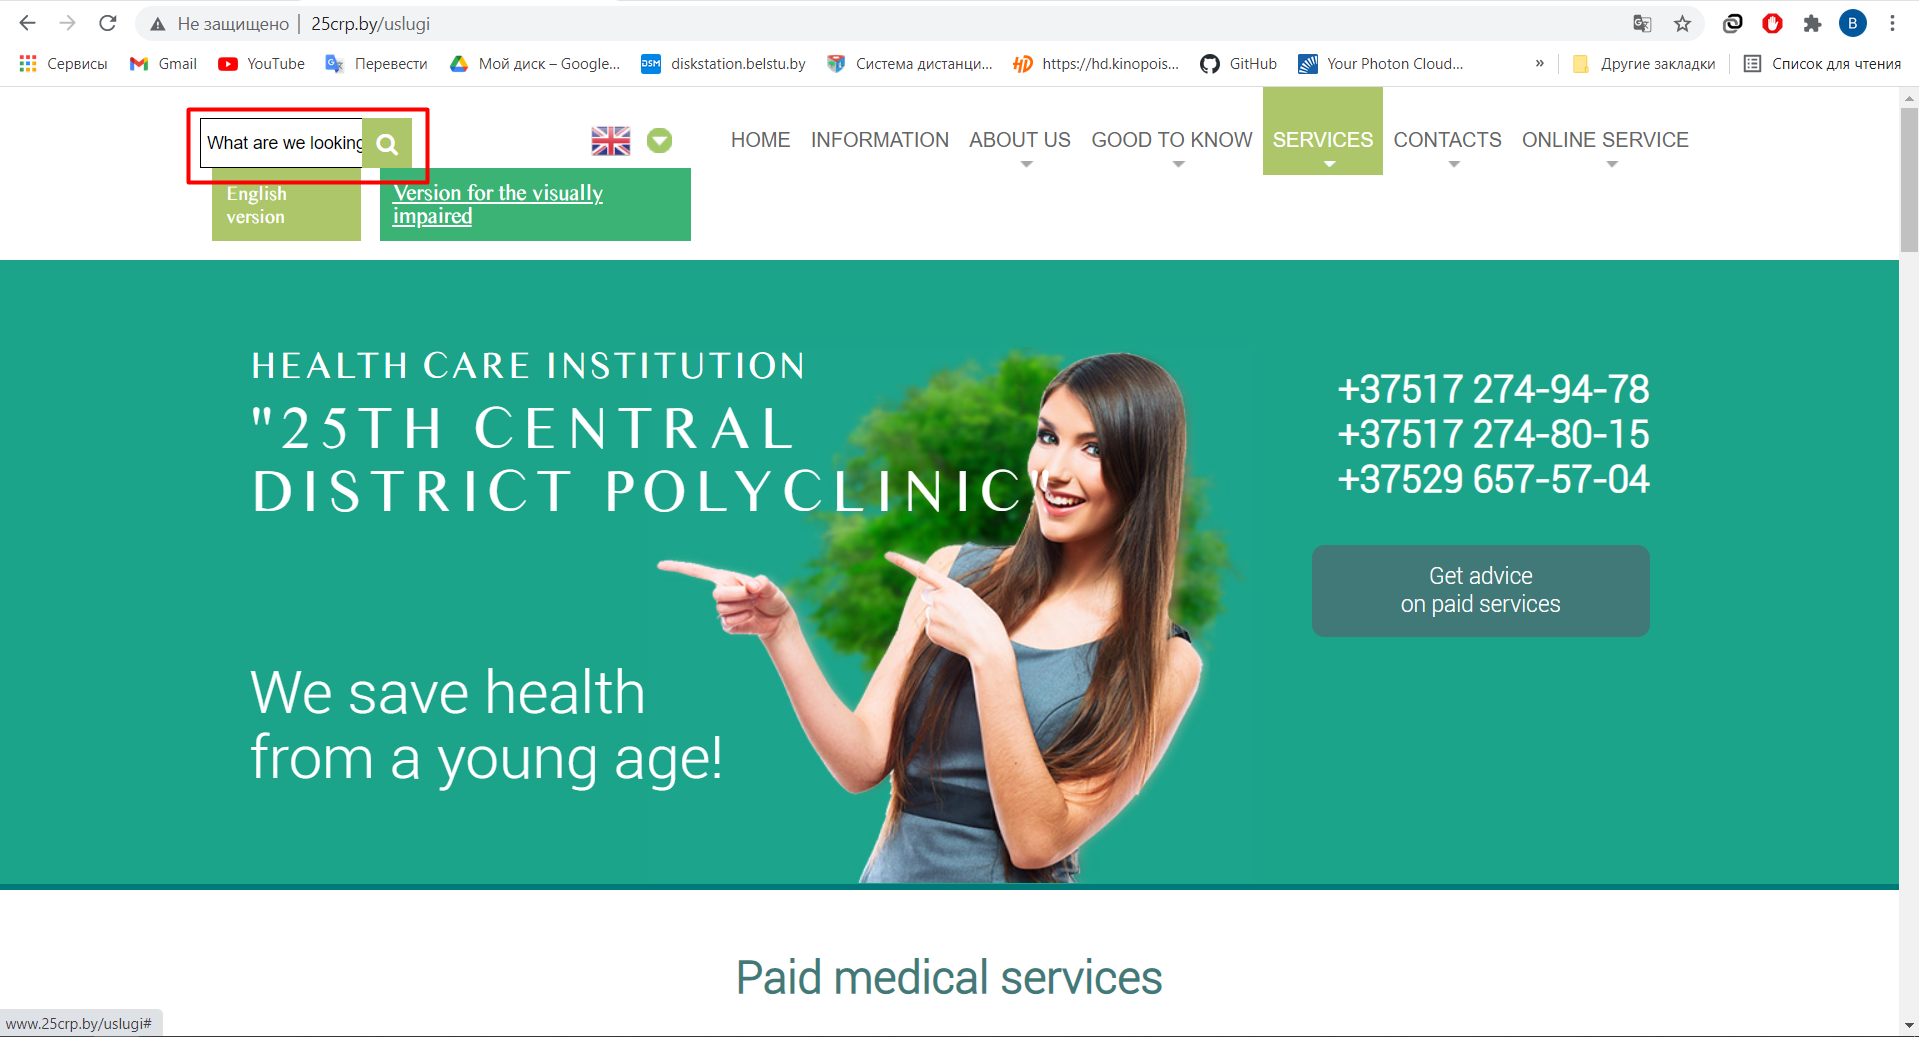 Не защищено | 25crp.by/uslugi
B
Сервисы Gmail YouTube Перевести Мой диск – Google... diskstation.belstu.by Система дистанци... https://hd.kinopois... GitHub Your Photon Cloud... » Другие закладки Список для чтения
What are we looking
HOME INFORMATION ABOUT US GOOD TO KNOW SERVICES CONTACTS ONLINE SERVICE
English
version
Version for the visually
impaired
HEALTH CARE INSTITUTION
"25TH CENTRAL
DISTRICT POLYCLINIC"
+37517 274-94-78
+37517 274-80-15
+37529 657-57-04
Get advice
on paid services
We save health
from a young age!
Paid medical services
www.25crp.by/uslugi#